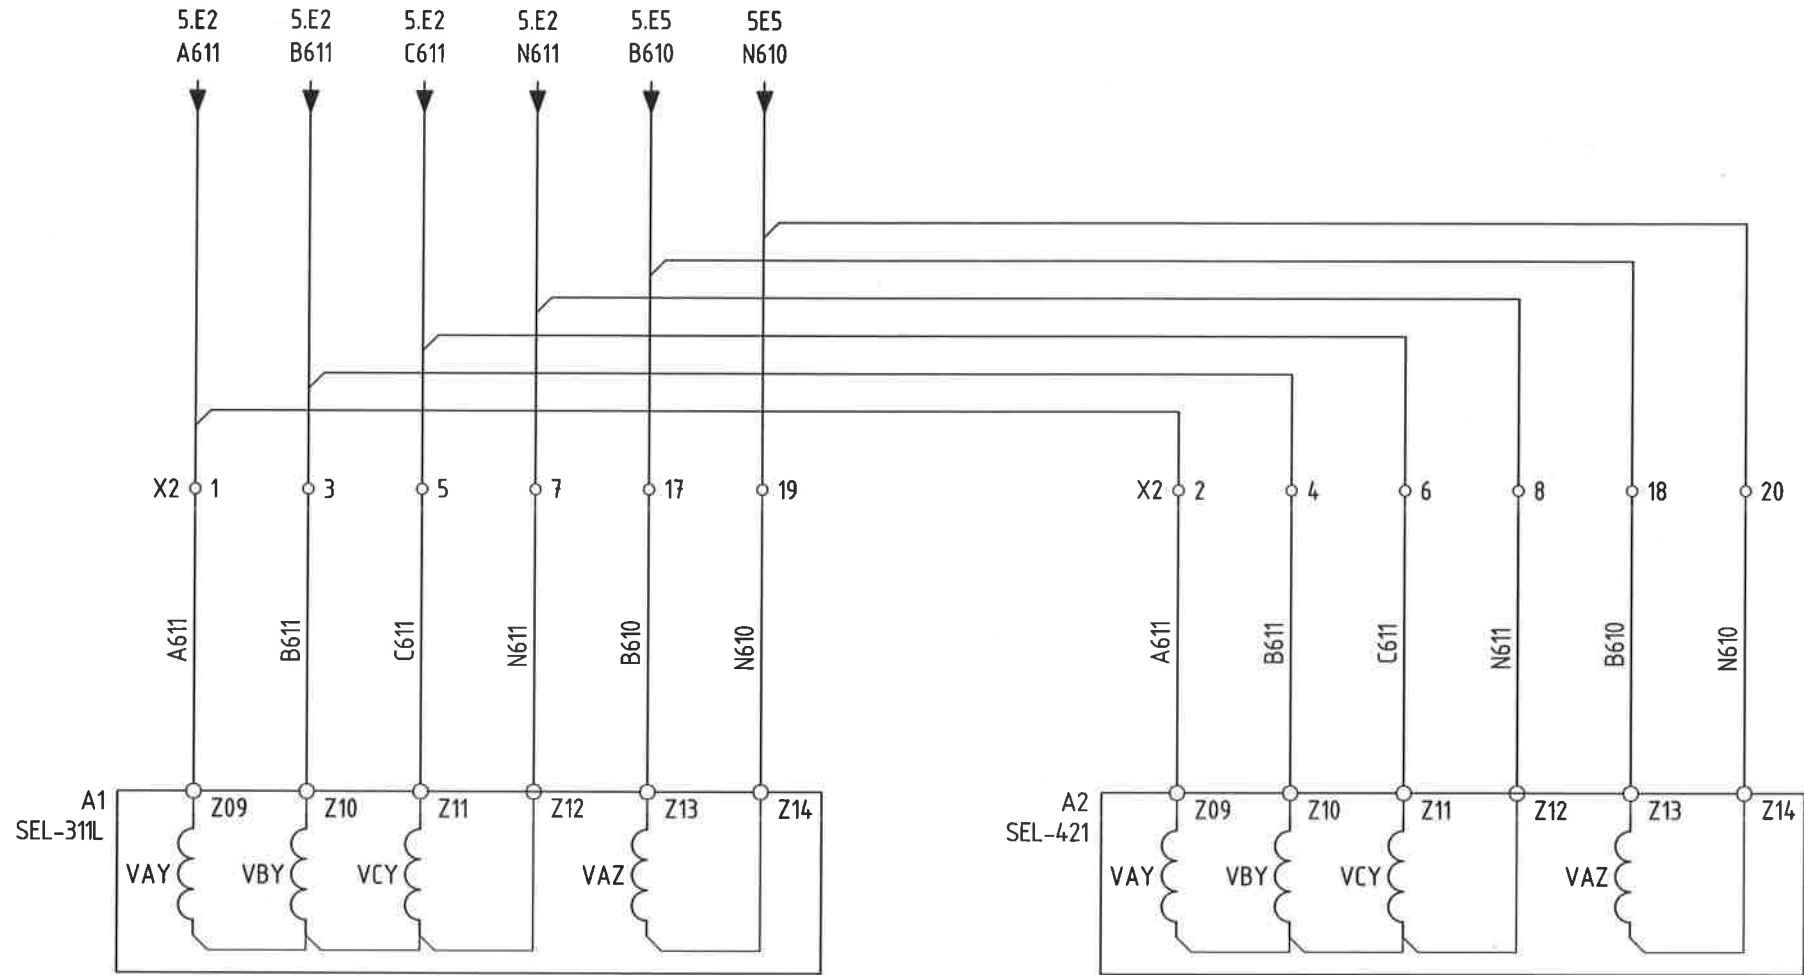 5.E2 5.E2 5.E2 5.E2 5.E5 5E5
A611 B611 C611 N611 B610 N610
X2 1 3 5 7 17 19 X2 2 4 6 8 18 20
A611 B611 C611 N611 B610 N610 A611 B611 C611 N611 B610 N610
A1 Z09 Z10 Z11 Z12 Z13 Z14 A2 Z09 Z10 Z11 Z12 Z13 Z14
SEL-311L SEL-421
VAY VBY VCY VAZ VAY VBY VCY VAZ